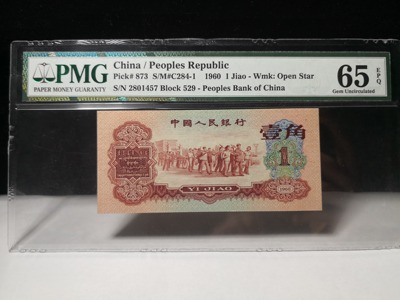 PMG
PAPER MONEY GUARANTY
China / Peoples Republic
Pick# 873 S/M#C284-1 1960 1 Jiao - Wmk: Open Star
S/N 2801457 Block 529 - Peoples Bank of China
65 EPQ
Gem Uncirculated
中國人民銀行
壹角
1
YI JIAO
1960